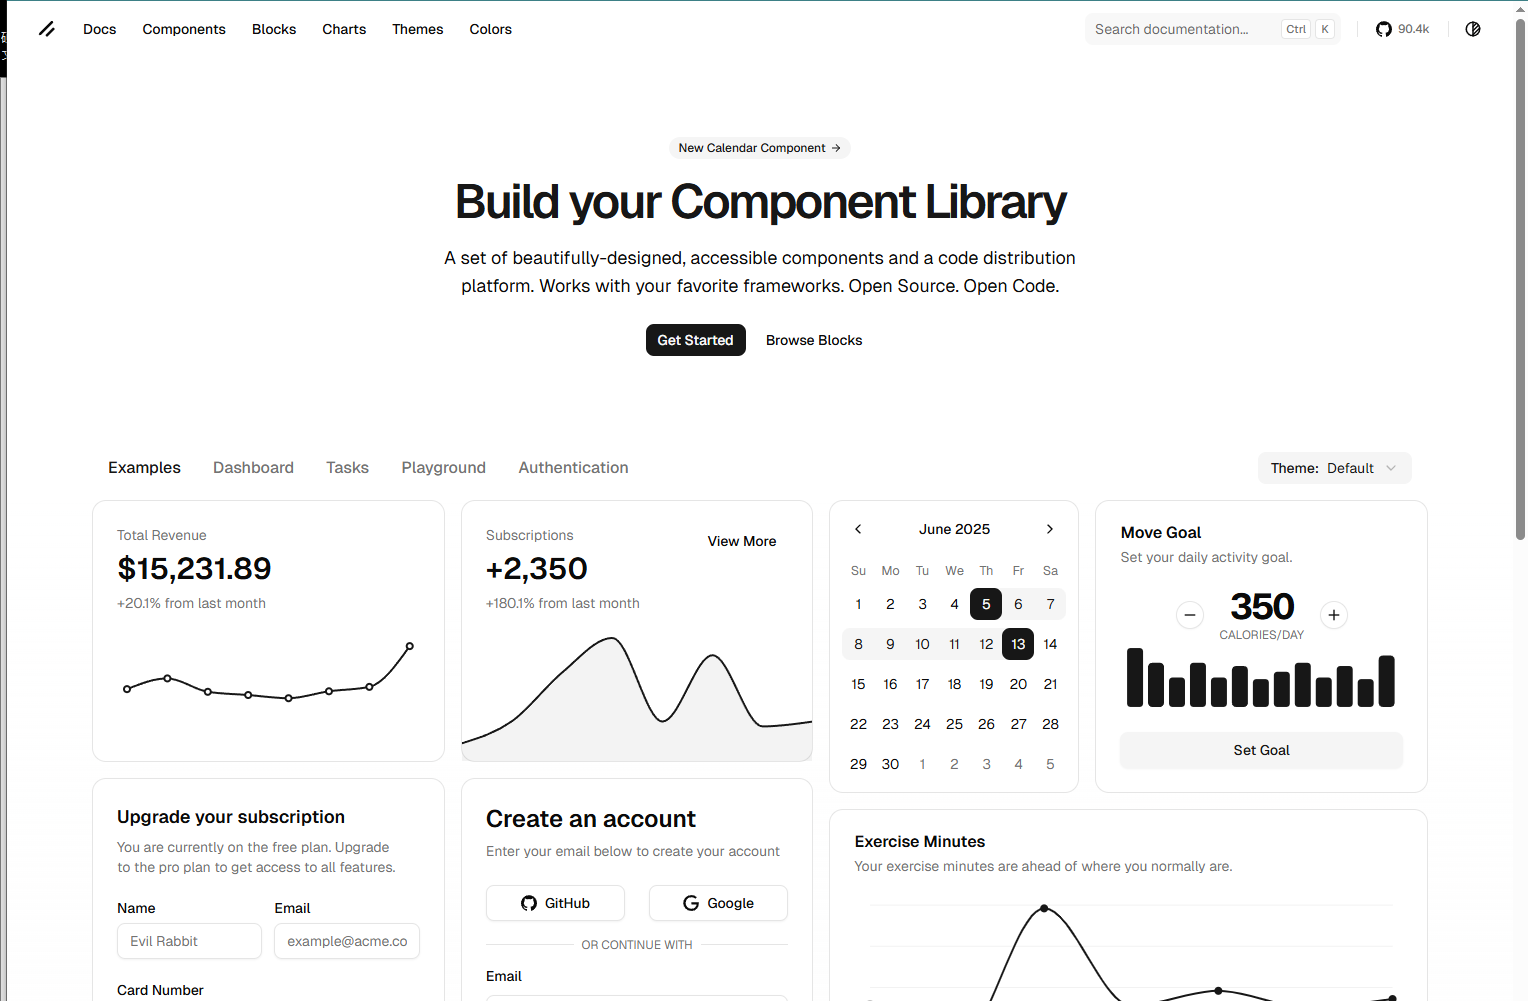 Docs Components Blocks Charts Themes Colors
Search documentation... Ctrl K
90.4k
New Calendar Component →
Build your Component Library
A set of beautifully-designed, accessible components and a code distribution
platform. Works with your favorite frameworks. Open Source. Open Code.
Get Started Browse Blocks
Examples Dashboard Tasks Playground Authentication
Theme: Default
Total Revenue
$15,231.89
+20.1% from last month
Subscriptions
+2,350
+180.1% from last month
View More
June 2025
Su Mo Tu We Th Fr Sa
1 2 3 4 5 6 7
8 9 10 11 12 13 14
15 16 17 18 19 20 21
22 23 24 25 26 27 28
29 30 1 2 3 4 5
Move Goal
Set your daily activity goal.
350
CALORIES/DAY
Set Goal
Upgrade your subscription
You are currently on the free plan. Upgrade
to the pro plan to get access to all features.
Name Email
Evil Rabbit example@acme.co
Card Number
Create an account
Enter your email below to create your account
GitHub Google
OR CONTINUE WITH
Email
Exercise Minutes
Your exercise minutes are ahead of where you normally are.